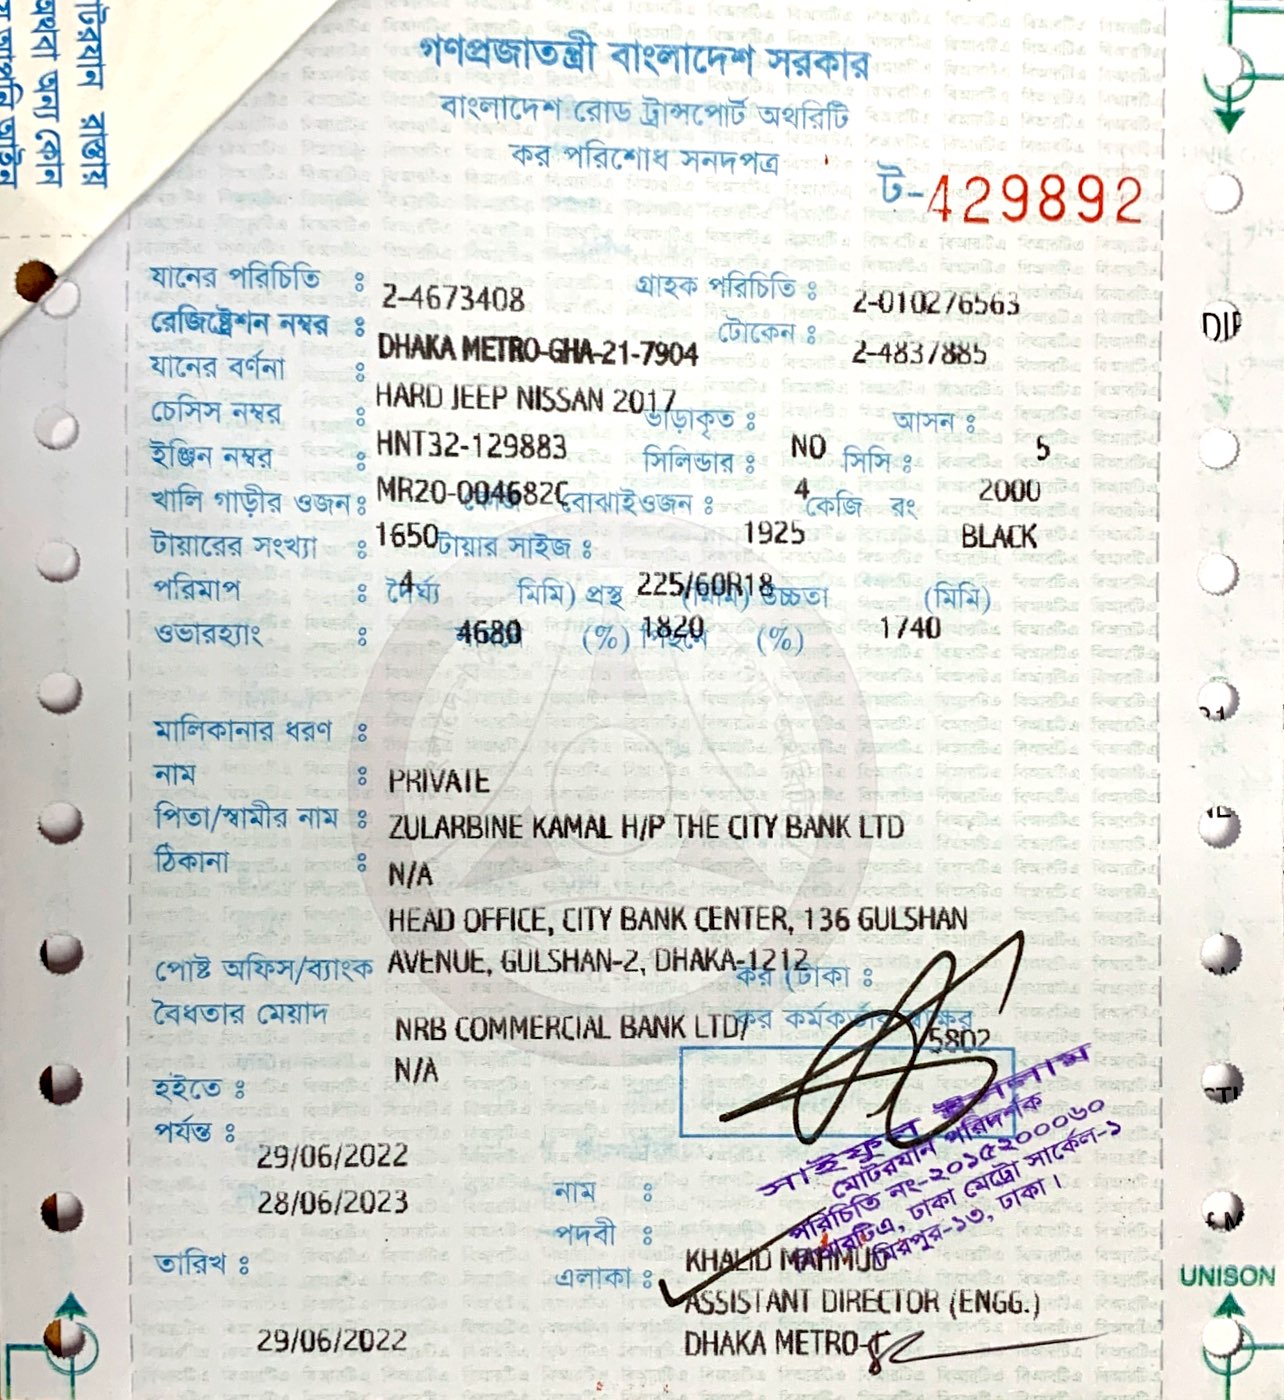 টরযান রাস্তায়
অথবা অন্য কোন
গণপ্রজাতন্ত্রী বাংলাদেশ সরকার
বাংলাদেশ রোড ট্রান্সপোর্ট অথরিটি
কর পরিশোধ সনদপত্র
ট-429892
যানের পরিচিতি : 2-4673408 গ্রাহক পরিচিতি : 2-010276563
রেজিষ্ট্রেশন নম্বর : DHAKA METRO-GHA-21-7904 টোকেন : 2-4837885
যানের বর্ণনা : HARD JEEP NISSAN 2017
চেসিস নম্বর : HNT32-129883 ভাড়াকৃত : NO আসন : 5
ইঞ্জিন নম্বর : MR20-004682C সিলিন্ডার : 4 সিসি : 2000
খালি গাড়ীর ওজন : 1650 কেজি বোঝাইওজন : 1925 কেজি রং BLACK
টায়ারের সংখ্যা : 4 টায়ার সাইজ : 225/60R18
পরিমাপ : দৈর্ঘ্য 4680 মিমি) প্রস্থ 1820 (মিমি) উচ্চতা 1740 (মিমি)
ওভারহ্যাং : (%) পিছনে (%)
মালিকানার ধরণ : PRIVATE
নাম : ZULARBINE KAMAL H/P THE CITY BANK LTD
পিতা/স্বামীর নাম : N/A
ঠিকানা : HEAD OFFICE, CITY BANK CENTER, 136 GULSHAN
AVENUE, GULSHAN-2, DHAKA-1212
পোষ্ট অফিস/ব্যাংক NRB COMMERCIAL BANK LTD/ কর (টাকা : 5802
বৈধতার মেয়াদ N/A কর কর্মকর্তার স্বাক্ষর
হইতে : 29/06/2022
পর্যন্ত : 28/06/2023
সাইফুল ইসলাম
মোটরযান পরিদর্শক
পরিচিতি নং-২০১৫২০০০৬০
বিআরটিএ, ঢাকা মেট্রো সার্কেল-১
মিরপুর-১৩, ঢাকা।
নাম : KHALID MAHMUD
পদবী : ASSISTANT DIRECTOR (ENGG.)
তারিখ : 29/06/2022 এলাকা : DHAKA METRO-
UNISON